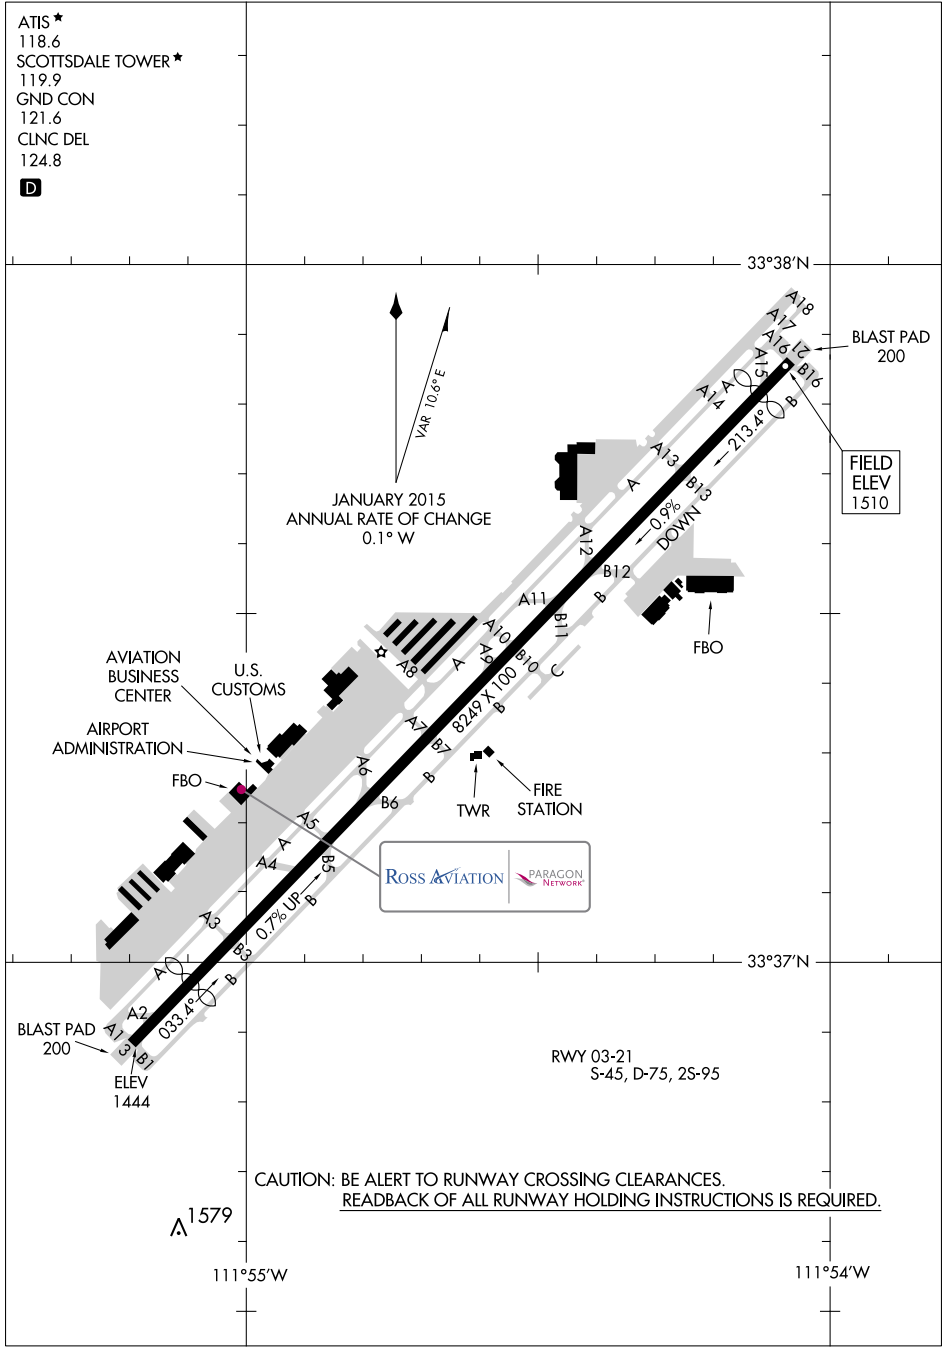 ATIS ★
118.6
SCOTTSDALE TOWER ★
119.9
GND CON
121.6
CLNC DEL
124.8
D
33°38'N
A18
A17
A16
21
BLAST PAD
200
A15
B16
A
A14
B
VAR 10.6° E
213.4°
A13
FIELD
ELEV
1510
A
B13
JANUARY 2015
ANNUAL RATE OF CHANGE
0.1° W
0.9%
DOWN
A12
B12
A11
B
B11
FBO
A10
A9
B10
A8
A
C
AVIATION
BUSINESS
CENTER
U.S.
CUSTOMS
8249 X 100
B
AIRPORT
ADMINISTRATION
A7
B7
A6
B
FBO
TWR
FIRE
STATION
B6
A5
A
A4
B5
ROSS AVIATION
PARAGON
NETWORK
0.7% UP
B
A3
B3
33°37'N
A
B
033.4°
A2
A1
3
B1
BLAST PAD
200
ELEV
1444
RWY 03-21
S-45, D-75, 2S-95
CAUTION: BE ALERT TO RUNWAY CROSSING CLEARANCES.
READBACK OF ALL RUNWAY HOLDING INSTRUCTIONS IS REQUIRED.
1579
111°55'W
111°54'W